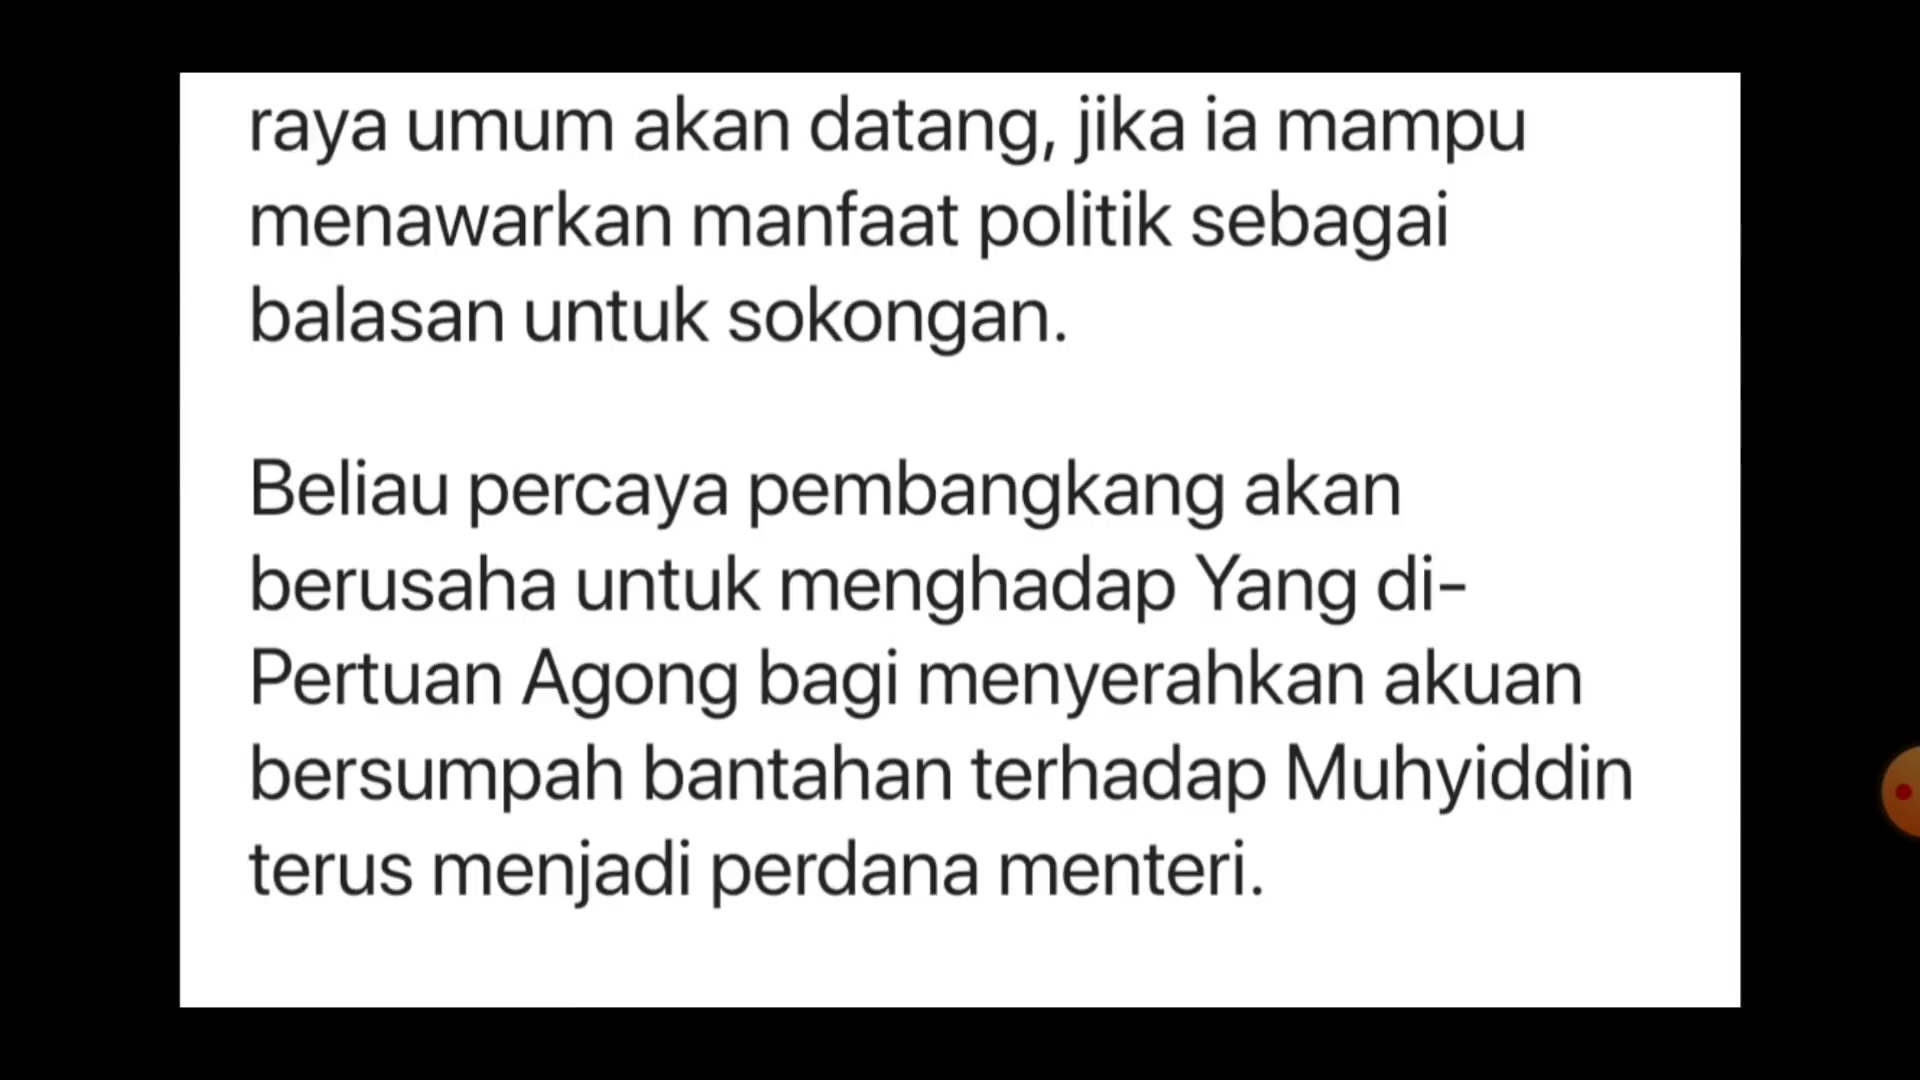 raya umum akan datang, jika ia mampu
menawarkan manfaat politik sebagai
balasan untuk sokongan.
Beliau percaya pembangkang akan
berusaha untuk menghadap Yang di-
Pertuan Agong bagi menyerahkan akuan
bersumpah bantahan terhadap Muhyiddin
terus menjadi perdana menteri.